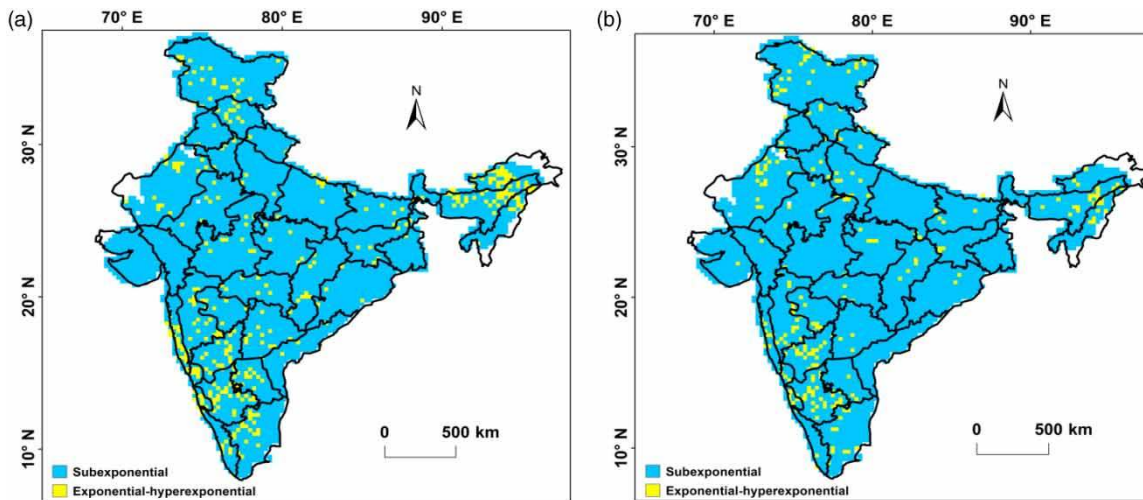 (a)
70° E
80° E
90° E
N
30° N
20° N
10° N
0
500 km
Subexponential
Exponential-hyperexponential
(b)
70° E
80° E
90° E
N
30° N
20° N
10° N
0
500 km
Subexponential
Exponential-hyperexponential